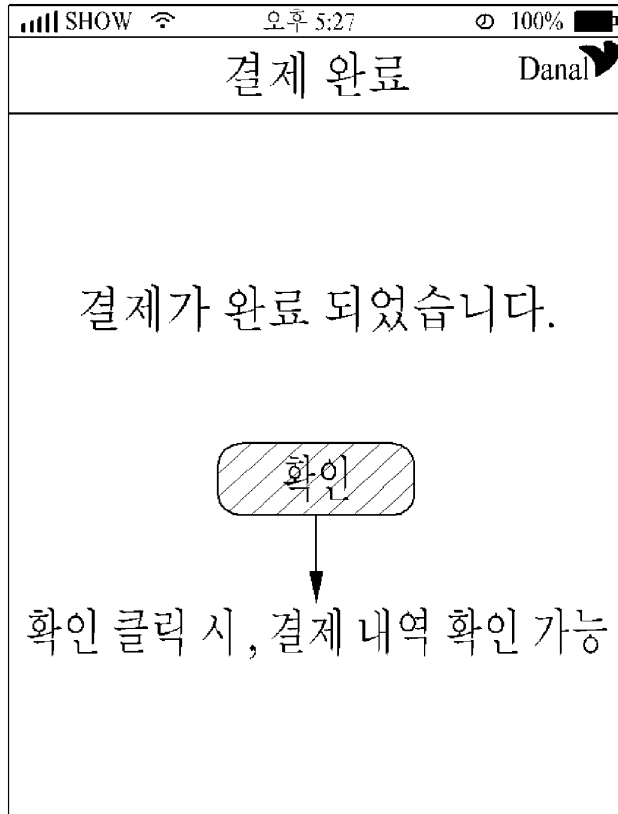 SHOW 오후 5:27 100%
결제 완료 Danal
결제가 완료 되었습니다.
확인
확인 클릭 시, 결제 내역 확인 가능